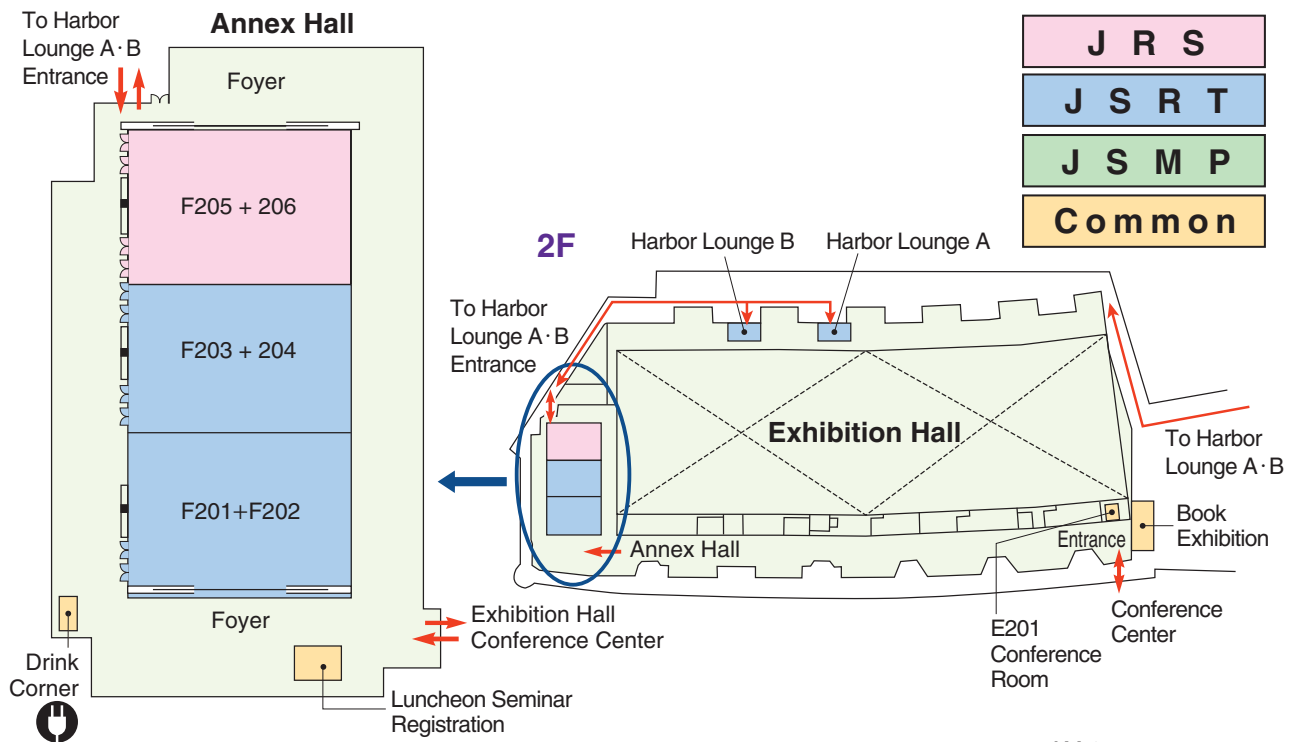 To Harbor
Lounge A·B
Entrance
Annex Hall
Foyer
F205 + 206
F203 + 204
F201+F202
Foyer
Drink
Corner
Luncheon Seminar
Registration
Exhibition Hall
Conference Center
J R S
J S R T
J S M P
Common
2F
Harbor Lounge B
Harbor Lounge A
To Harbor
Lounge A·B
Entrance
Exhibition Hall
To Harbor
Lounge A·B
Annex Hall
Entrance
Book
Exhibition
E201
Conference
Room
Conference
Center